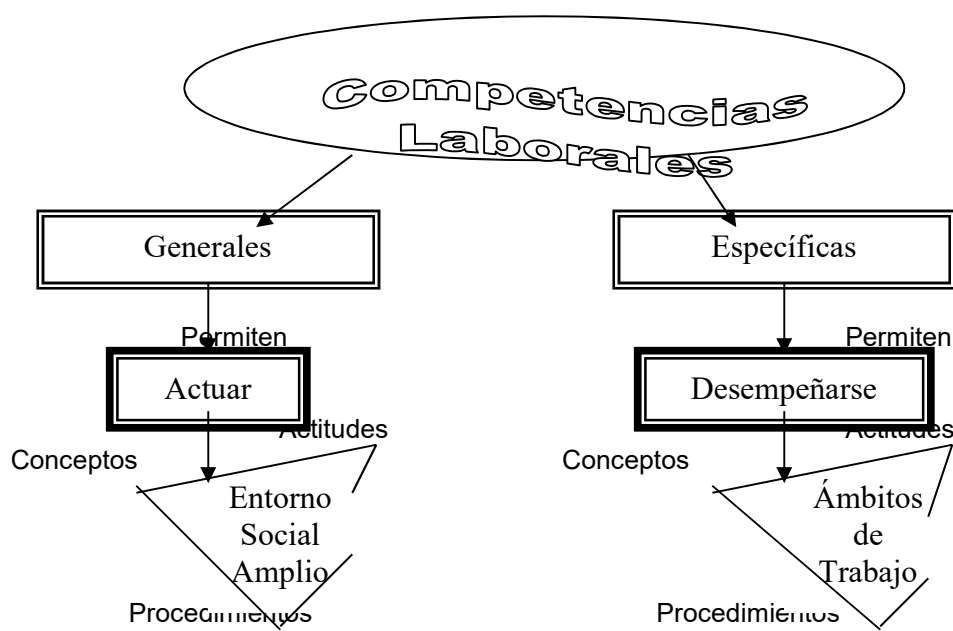 Competencias
Laborales
Generales
Específicas
Permiten
Permiten
Actuar
Desempeñarse
Actitudes
Actitudes
Conceptos
Conceptos
Entorno
Social
Amplio
Ámbitos
de
Trabajo
Procedimientos
Procedimientos